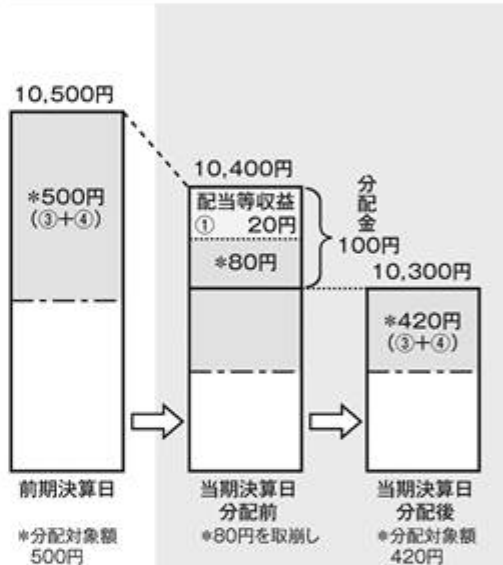 10,500円
*500円
(③+④)
10,400円
配当等収益
① 20円
*80円
分配金
100円
10,300円
*420円
(③+④)
前期決算日
*分配対象額
500円
当期決算日
分配前
*80円を取崩し
当期決算日
分配後
*分配対象額
420円